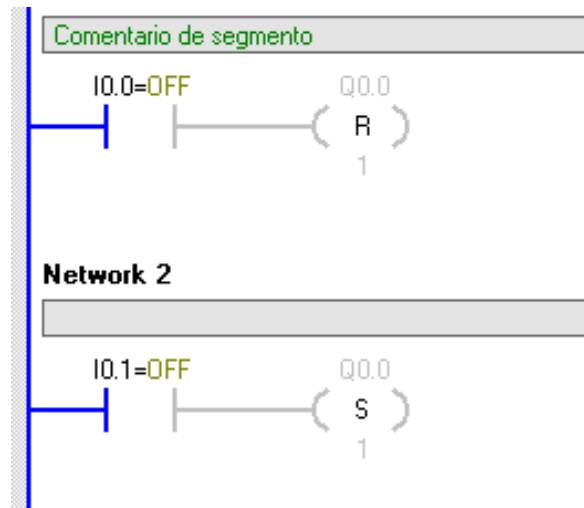 Comentario de segmento
I0.0=OFF Q0.0
R
1
Network 2
I0.1=OFF Q0.0
S
1